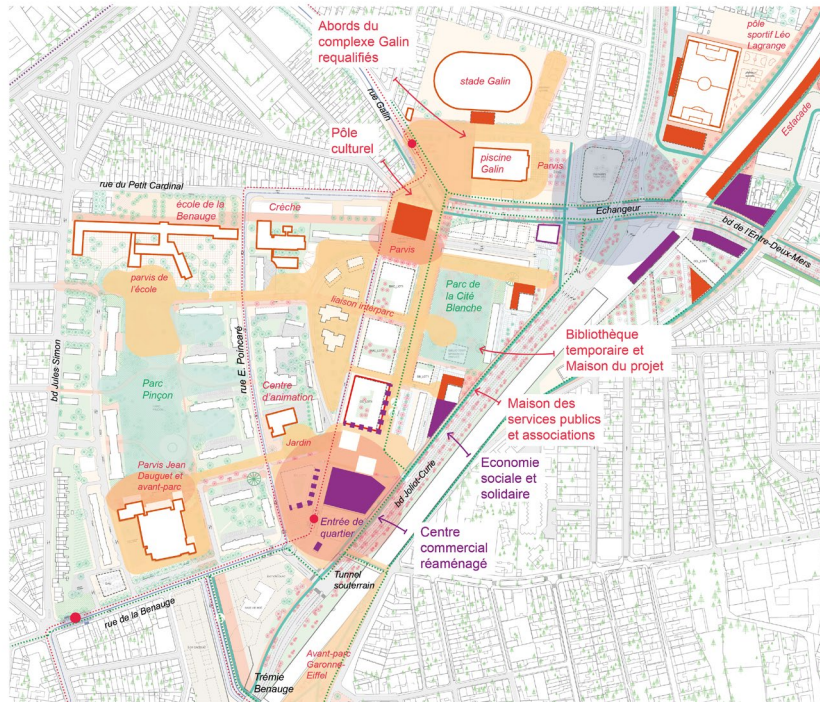 Abords du
complexe Galin
requalifiés
pôle
sportif Léo
Lagrange
stade Galin
rue Galin
Estacade
Pôle
culturel
piscine
Galin
Parvis
rue du Petit Cardinal
école de la
Benauge
Crèche
Echangeur
bd de l'Entre-Deux-Mers
Parvis
parvis de
l'école
liaison interparc
Parc de
la Cité
Blanche
Bibliothèque
temporaire et
Maison du projet
bd Jules Simon
rue E. Poincaré
Parc
Pinçon
Centre
d'animation
Maison des
services publics
et associations
Jardin
Parvis Jean
Dauguet et
avant-parc
Economie
sociale et
solidaire
bd Joliot-Curie
Entrée de
quartier
Centre
commercial
réaménagé
Tunnel
souterrain
rue de la Benauge
Avant-parc
Garonne-
Eiffel
Trémie
Benauge